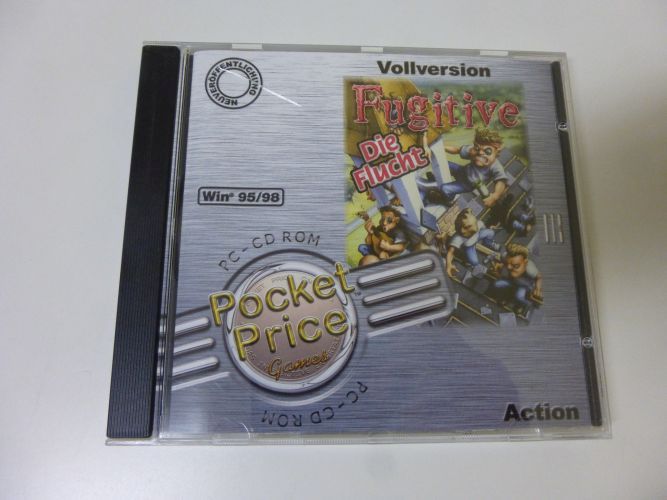 NEUVERÖFFENTLICHUNG
Vollversion
Fugitive
Die
Flucht
Win® 95/98
PC-CD ROM
Pocket
Price
Games
PC-CD ROM
Action